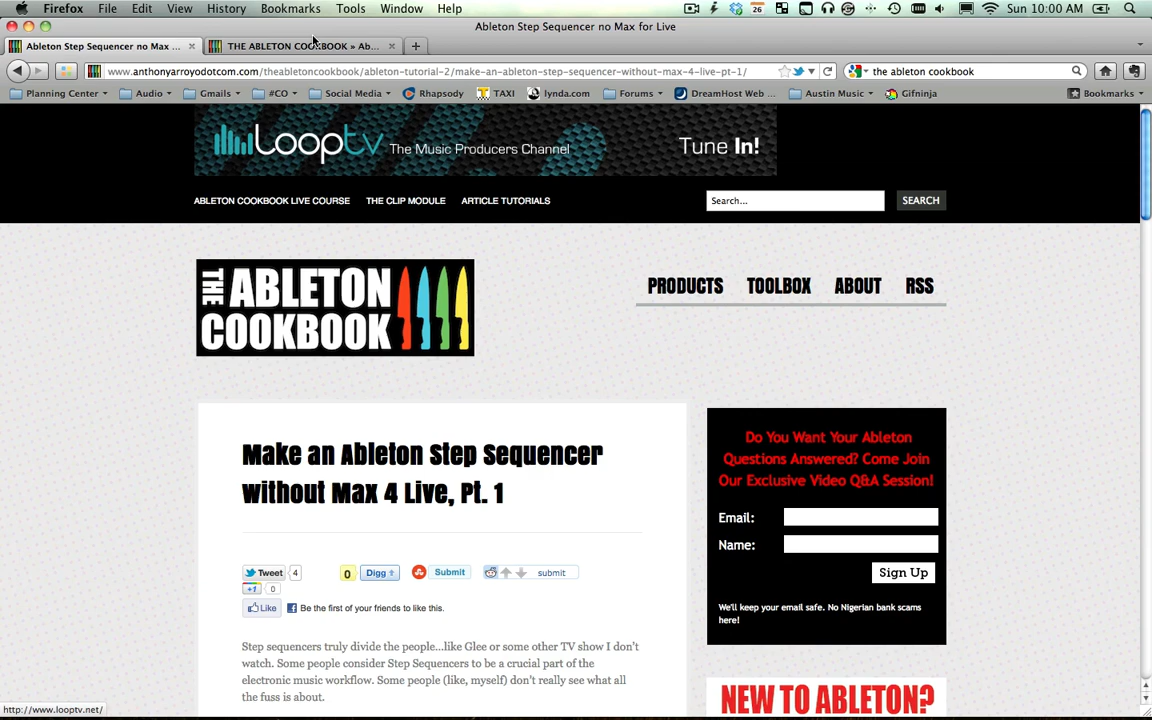 Firefox File Edit View History Bookmarks Tools Window Help 26 Sun 10:00 AM
Ableton Step Sequencer no Max for Live
Ableton Step Sequencer no Max ... THE ABLETON COOKBOOK » Ab...
www.anthonyarroyodotcom.com/theabletoncookbook/ableton-tutorial-2/make-an-ableton-step-sequencer-without-max-4-live-pt-1/ the ableton cookbook
Planning Center Audio Gmails #CO Social Media Rhapsody TAXI lynda.com Forums DreamHost Web ... Austin Music Gifninja Bookmarks
LOOPtv The Music Producers Channel Tune In!
ABLETON COOKBOOK LIVE COURSE THE CLIP MODULE ARTICLE TUTORIALS Search... SEARCH
THE ABLETON
COOKBOOK
PRODUCTS TOOLBOX ABOUT RSS
Make an Ableton Step Sequencer
without Max 4 Live, Pt. 1
Tweet 4 0 Digg Submit submit
+1 0
Like Be the first of your friends to like this.
Step sequencers truly divide the people...like Glee or some other TV show I don't
watch. Some people consider Step Sequencers to be a crucial part of the
electronic music workflow. Some people (like, myself) don't really see what all
the fuss is about.
Do You Want Your Ableton
Questions Answered? Come Join
Our Exclusive Video Q&A Session!
Email:
Name:
Sign Up
We'll keep your email safe. No Nigerian bank scams
here!
NEW TO ABLETON?
http://www.looptv.net/